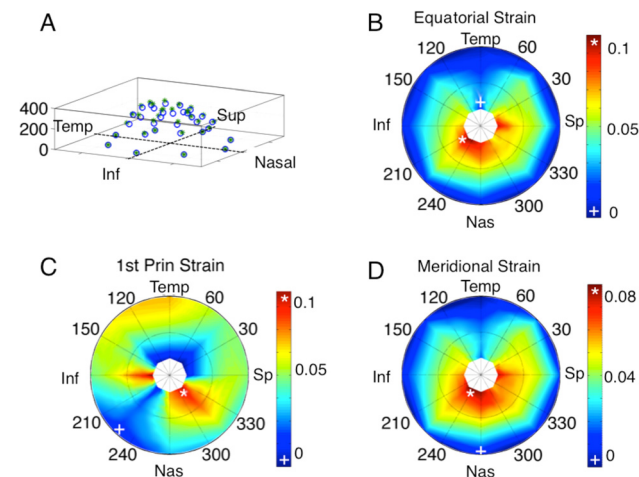 A
400
200
0
Temp
Sup
Inf
Nasal
B
Equatorial Strain
Temp
120
60
150
30
Inf
Sp
210
330
240
300
Nas
*
0.1
0.05
+
0
*
+
C
1st Prin Strain
Temp
120
60
150
30
Inf
Sp
210
330
240
300
Nas
*
0.1
0.05
+
0
*
+
D
Meridional Strain
Temp
120
60
150
30
Inf
Sp
210
330
240
300
Nas
*
0.08
0.04
+
0
*
+